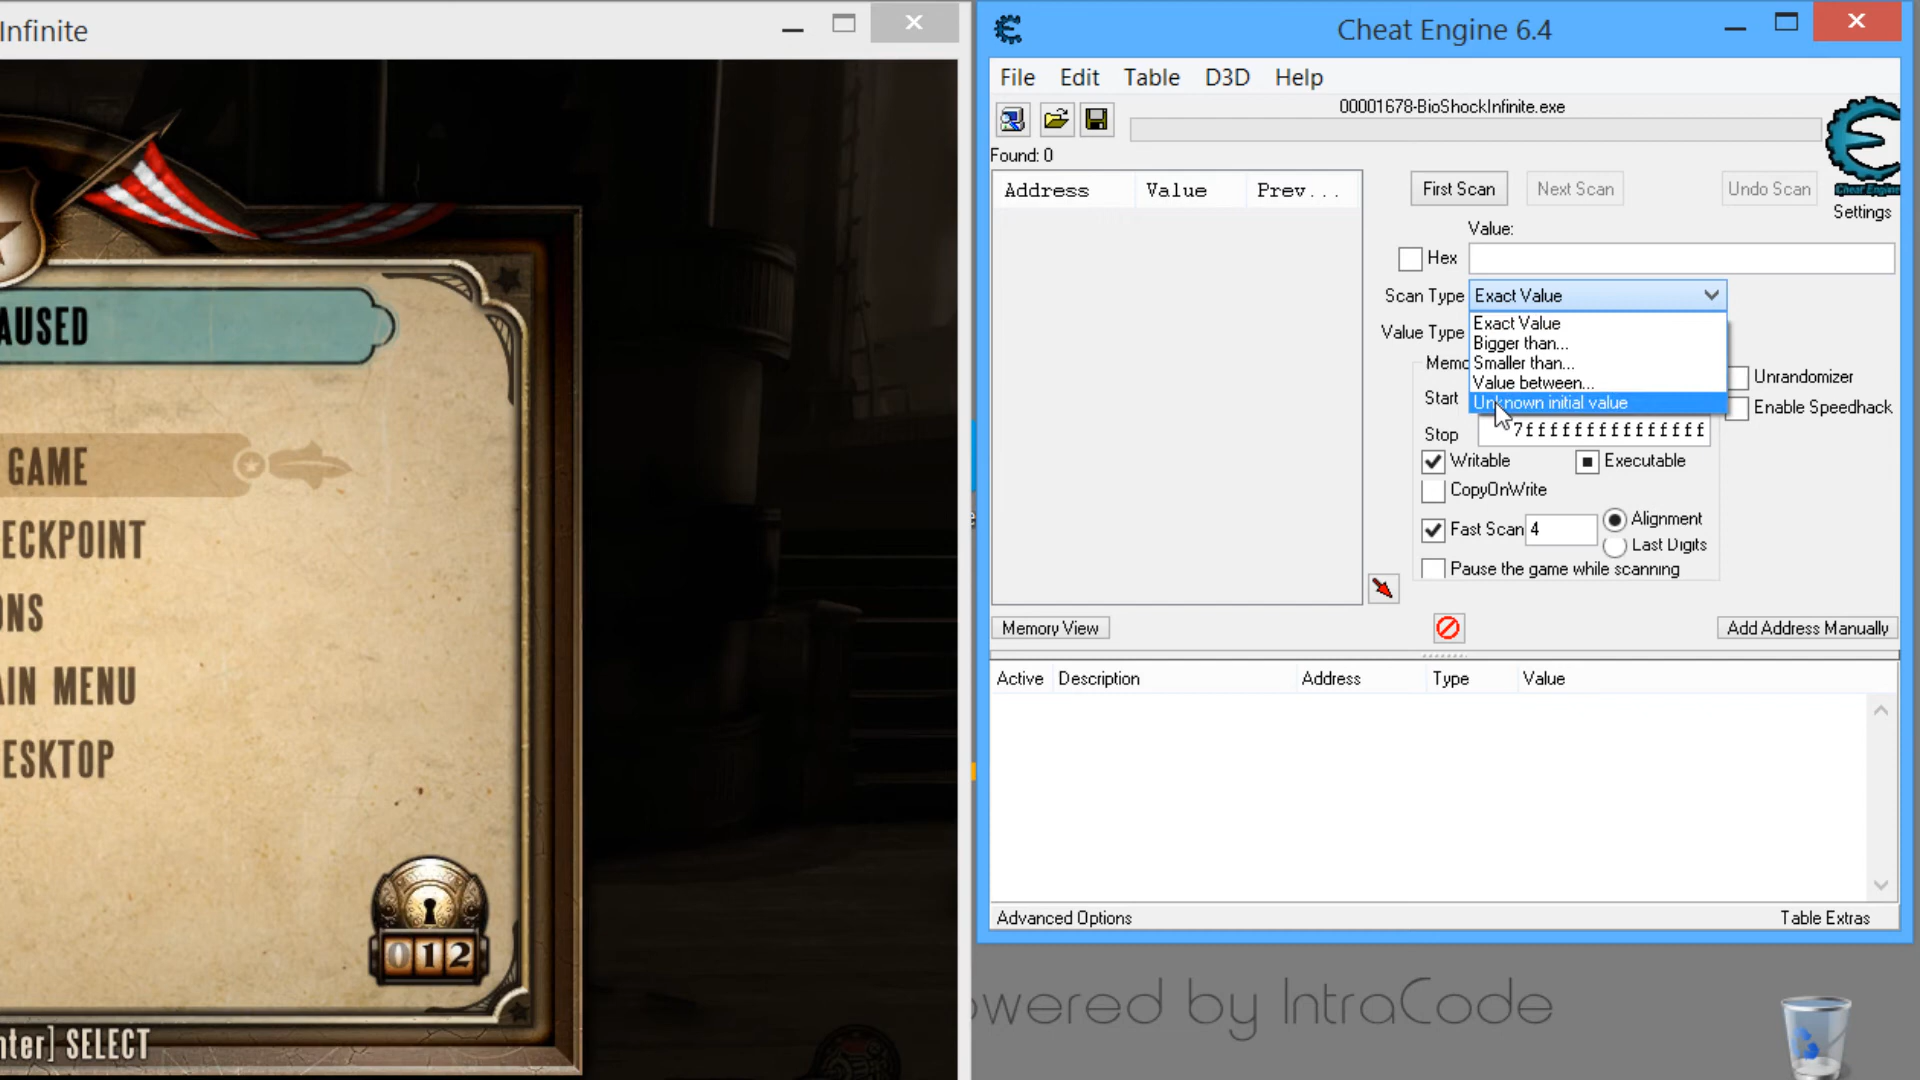 Infinite
AUSED
GAME
ECKPOINT
ONS
AIN MENU
ESKTOP
012
nter] SELECT
Cheat Engine 6.4
File Edit Table D3D Help
00001678-BioShockInfinite.exe
Found: 0
Address Value Prev...
First Scan Next Scan Undo Scan
Cheat Engine
Settings
Value:
Hex
Scan Type Exact Value
Value Type
Exact Value
Bigger than...
Smaller than...
Value between...
Unknown initial value
Memo
Start
Stop 7fffffffffffffff
Unrandomizer
Enable Speedhack
Writable Executable
CopyOnWrite
Fast Scan 4 Alignment
Last Digits
Pause the game while scanning
Memory View Add Address Manually
Active Description Address Type Value
Advanced Options Table Extras
owered by IntraCode